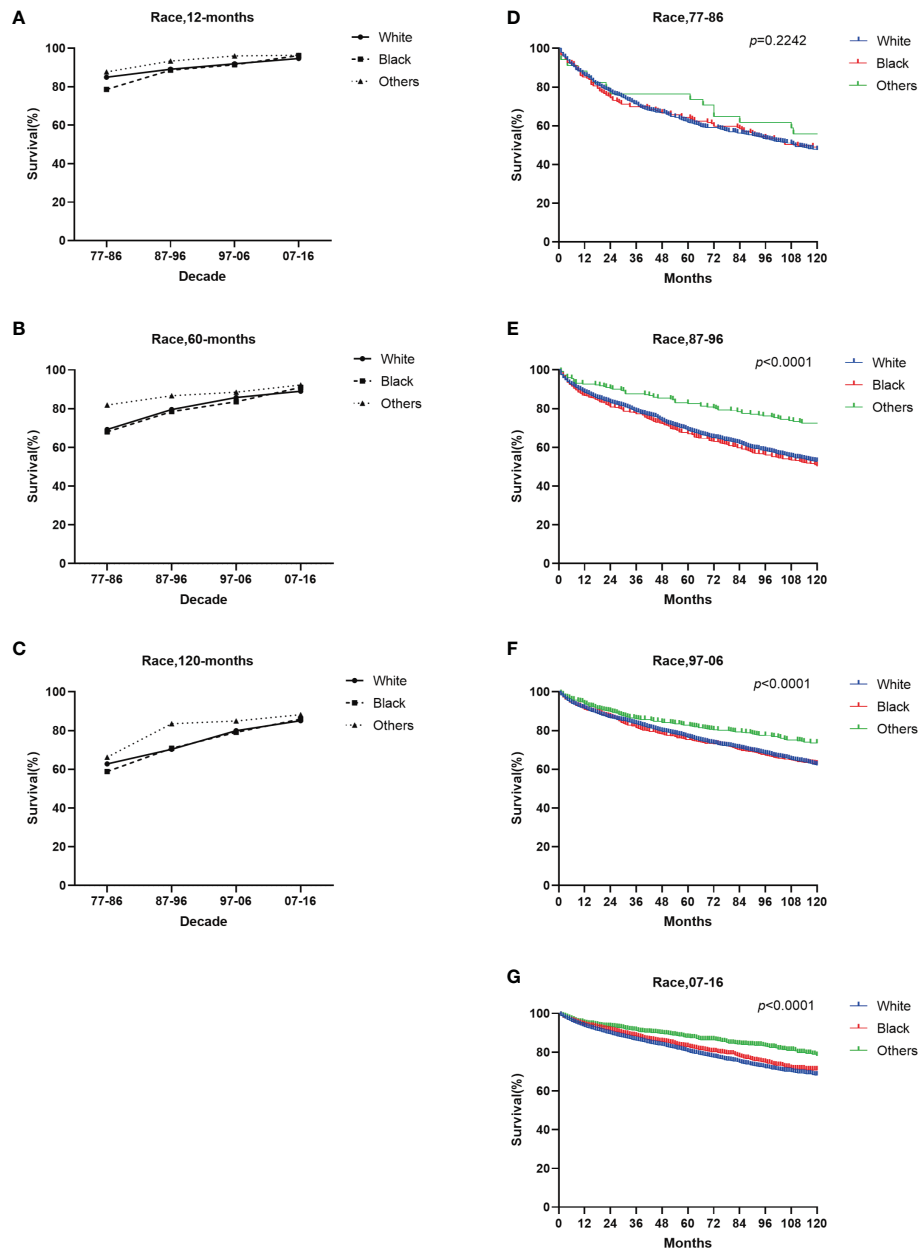 A
Race,12-months
Survival(%)
100
80
60
40
20
0
77-86 87-96 97-06 07-16
Decade
White
Black
Others
B
Race,60-months
Survival(%)
100
80
60
40
20
0
77-86 87-96 97-06 07-16
Decade
White
Black
Others
C
Race,120-months
Survival(%)
100
80
60
40
20
0
77-86 87-96 97-06 07-16
Decade
White
Black
Others
D
Race,77-86
p=0.2242
Survival(%)
100
80
60
40
20
0
0 12 24 36 48 60 72 84 96 108 120
Months
White
Black
Others
E
Race,87-96
p<0.0001
Survival(%)
100
80
60
40
20
0
0 12 24 36 48 60 72 84 96 108 120
Months
White
Black
Others
F
Race,97-06
p<0.0001
Survival(%)
100
80
60
40
20
0
0 12 24 36 48 60 72 84 96 108 120
Months
White
Black
Others
G
Race,07-16
p<0.0001
Survival(%)
100
80
60
40
20
0
0 12 24 36 48 60 72 84 96 108 120
Months
White
Black
Others